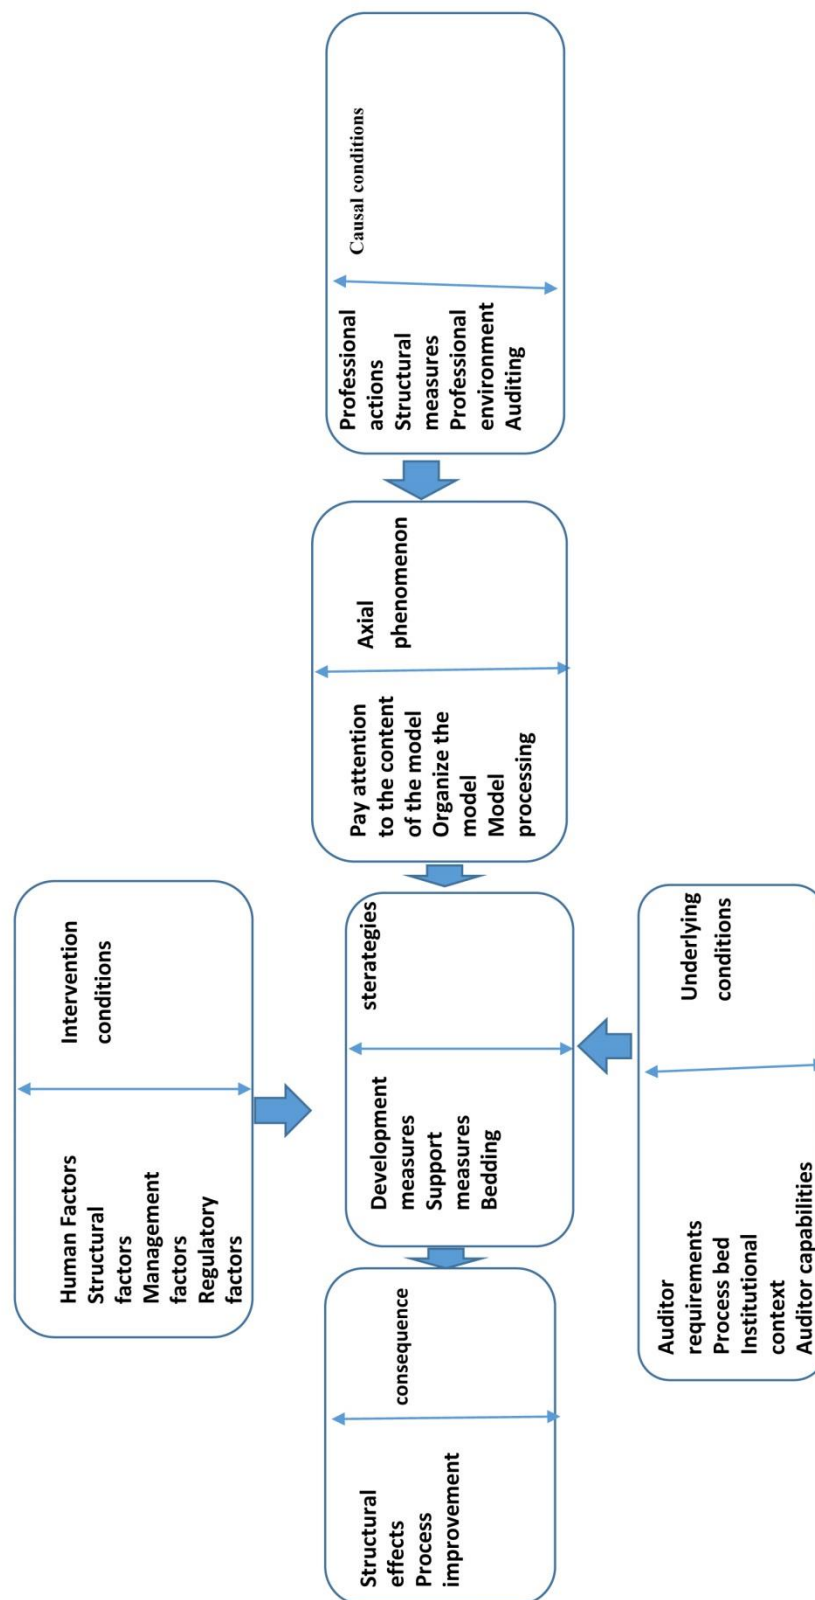 Causal conditions
Professional
actions
Structural
measures
Professional
environment
Auditing
Axial
phenomenon
Pay attention
to the content
of the model
Organize the
model
Model
processing
Intervention
conditions
Human Factors
Structural
factors
Management
factors
Regulatory
factors
sterategies
Development
measures
Support
measures
Bedding
Underlying
conditions
Auditor
requirements
Process bed
Institutional
context
Auditor capabilities
consequence
Structural
effects
Process
improvement